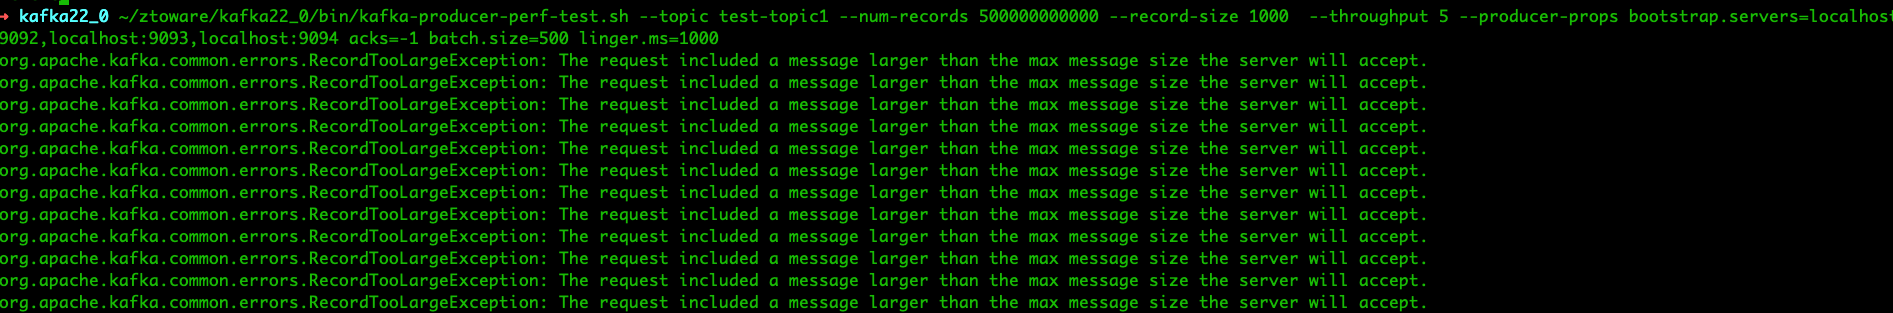 ➜ kafka22_0 ~/ztoware/kafka22_0/bin/kafka-producer-perf-test.sh --topic test-topic1 --num-records 500000000000 --record-size 1000  --throughput 5 --producer-props bootstrap.servers=localhost
9092,localhost:9093,localhost:9094 acks=-1 batch.size=500 linger.ms=1000
org.apache.kafka.common.errors.RecordTooLargeException: The request included a message larger than the max message size the server will accept.
org.apache.kafka.common.errors.RecordTooLargeException: The request included a message larger than the max message size the server will accept.
org.apache.kafka.common.errors.RecordTooLargeException: The request included a message larger than the max message size the server will accept.
org.apache.kafka.common.errors.RecordTooLargeException: The request included a message larger than the max message size the server will accept.
org.apache.kafka.common.errors.RecordTooLargeException: The request included a message larger than the max message size the server will accept.
org.apache.kafka.common.errors.RecordTooLargeException: The request included a message larger than the max message size the server will accept.
org.apache.kafka.common.errors.RecordTooLargeException: The request included a message larger than the max message size the server will accept.
org.apache.kafka.common.errors.RecordTooLargeException: The request included a message larger than the max message size the server will accept.
org.apache.kafka.common.errors.RecordTooLargeException: The request included a message larger than the max message size the server will accept.
org.apache.kafka.common.errors.RecordTooLargeException: The request included a message larger than the max message size the server will accept.
org.apache.kafka.common.errors.RecordTooLargeException: The request included a message larger than the max message size the server will accept.
org.apache.kafka.common.errors.RecordTooLargeException: The request included a message larger than the max message size the server will accept.